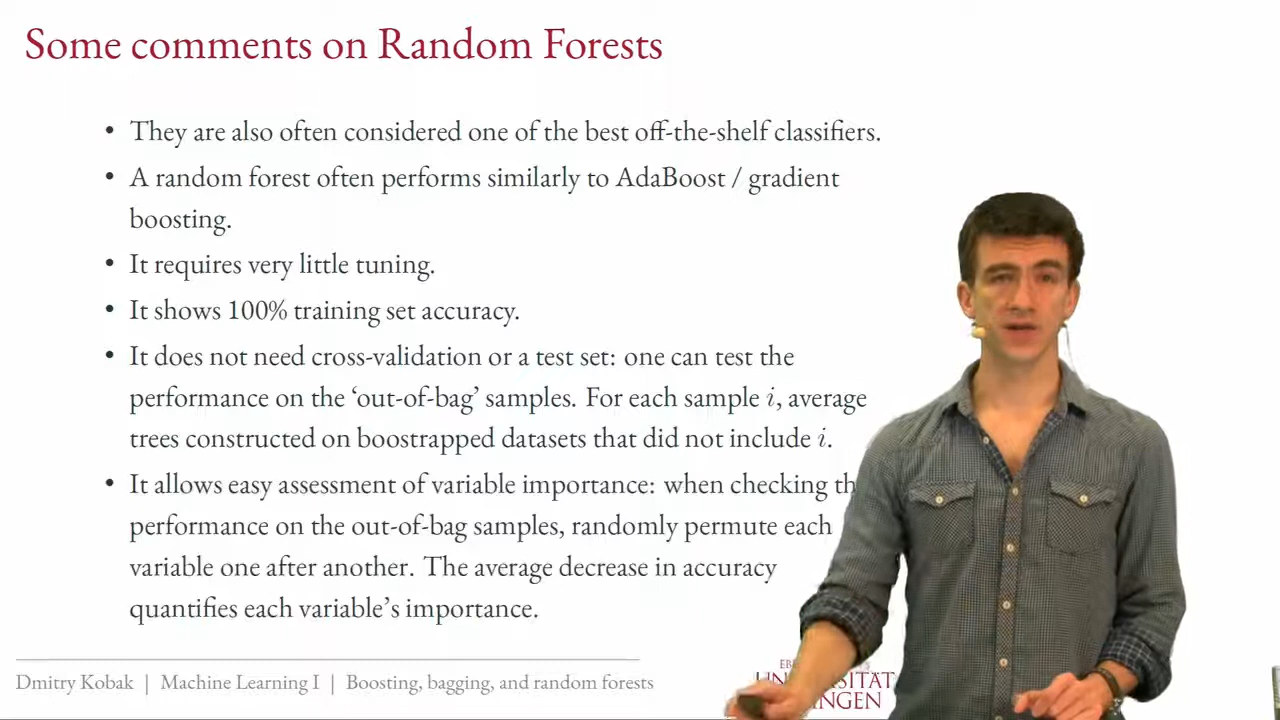 Some comments on Random Forests
• They are also often considered one of the best off-the-shelf classifiers.
• A random forest often performs similarly to AdaBoost / gradient
boosting.
• It requires very little tuning.
• It shows 100% training set accuracy.
• It does not need cross-validation or a test set: one can test the
performance on the ‘out-of-bag’ samples. For each sample i, average
trees constructed on boostrapped datasets that did not include i.
• It allows easy assessment of variable importance: when checking
performance on the out-of-bag samples, randomly permute each
variable one after another. The average decrease in accuracy
quantifies each variable’s importance.
Dmitry Kobak | Machine Learning I | Boosting, bagging, and random forests